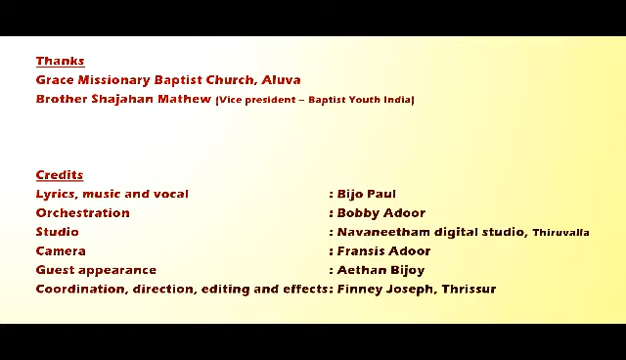 Thanks
Grace Missionary Baptist Church, Aluva
Brother Shajahan Mathew (Vice president – Baptist Youth India)
Credits
Lyrics, music and vocal : Bijo Paul
Orchestration : Bobby Adoor
Studio : Navaneetham digital studio, Thiruvalla
Camera : Fransis Adoor
Guest appearance : Aethan Bijoy
Coordination, direction, editing and effects: Finney Joseph, Thrissur